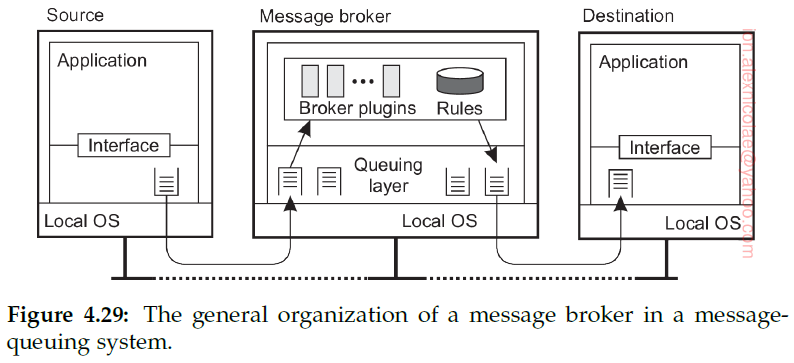 Source
Message broker
Destination
Application
Broker plugins
Rules
Application
Interface
Queuing
layer
Interface
Local OS
Local OS
Local OS
ion.alexnicolae@yahoo.com
Figure 4.29: The general organization of a message broker in a message-
queuing system.